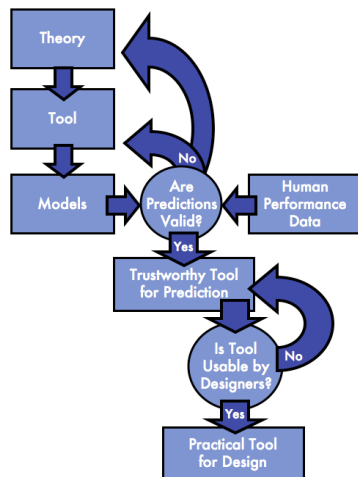 Theory
Tool
No
Models
Are
Predictions
Valid?
Human
Performance
Data
Yes
Trustworthy Tool
for Prediction
Is Tool
Usable by
Designers?
No
Yes
Practical Tool
for Design